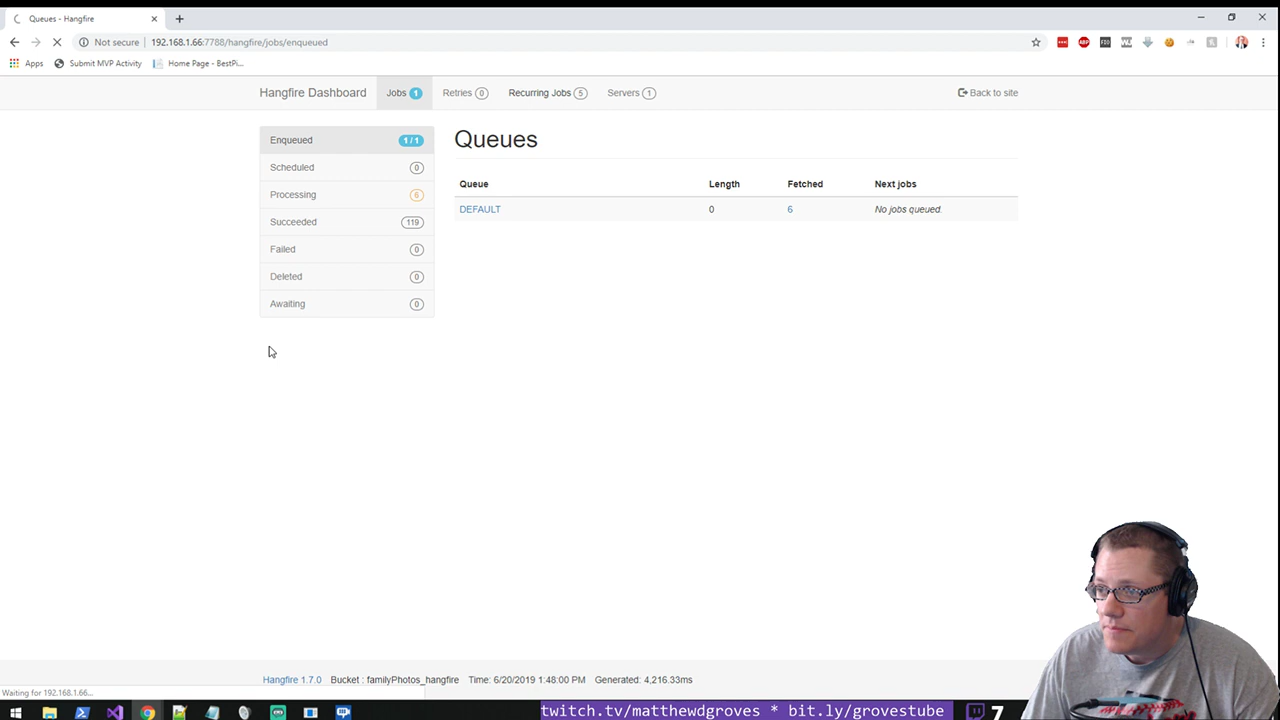 Queues - Hangfire
Not secure 192.168.1.66:7788/hangfire/jobs/enqueued
Apps Submit MVP Activity Home Page - BestPi...
Hangfire Dashboard Jobs 1 Retries 0 Recurring Jobs 5 Servers 1 Back to site
Enqueued 1 / 1
Scheduled 0
Processing 6
Succeeded 119
Failed 0
Deleted 0
Awaiting 0
Queues
Queue Length Fetched Next jobs
DEFAULT 0 6 No jobs queued.
Hangfire 1.7.0 Bucket : familyPhotos_hangfire Time: 6/20/2019 1:48:00 PM Generated: 4,216.33ms
Waiting for 192.168.1.66...
twitch.tv/matthewdgroves * bit.ly/grovestube 7